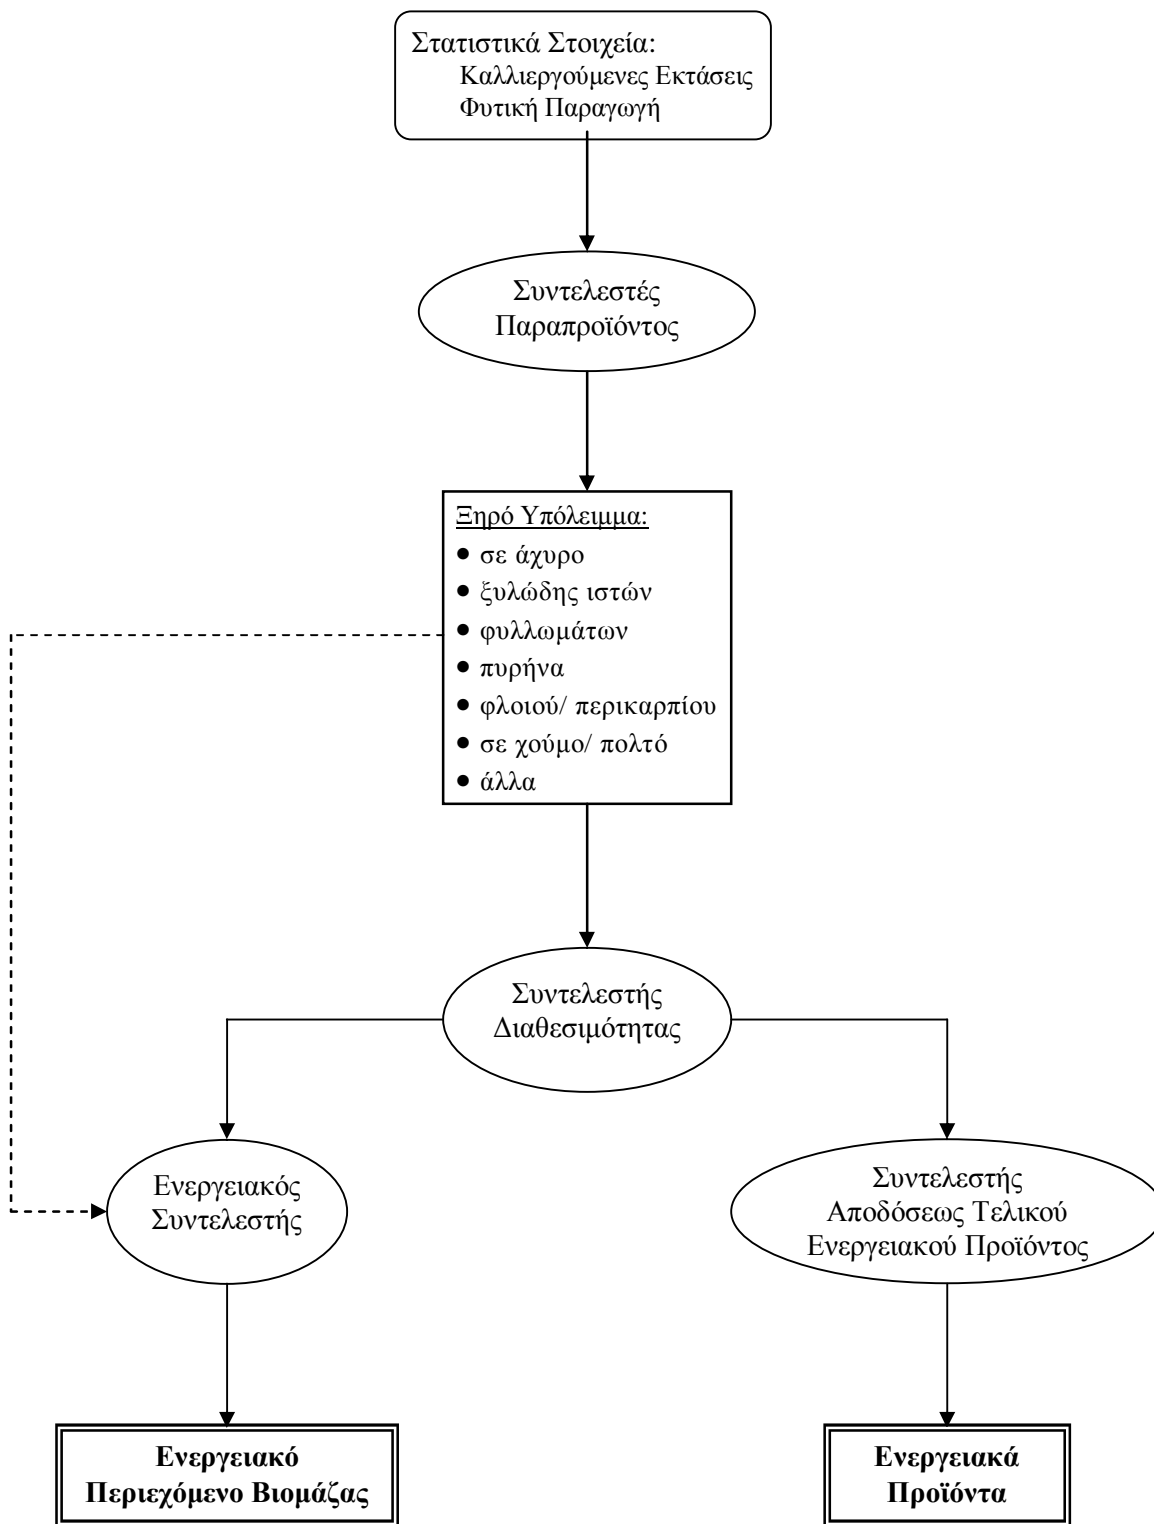 Στατιστικά Στοιχεία:
Καλλιεργούμενες Εκτάσεις
Φυτική Παραγωγή
Συντελεστές
Παραπροϊόντος
Ξηρό Υπόλειμμα:
• σε άχυρο
• ξυλώδης ιστών
• φυλλωμάτων
• πυρήνα
• φλοιού/ περικαρπίου
• σε χούμο/ πολτό
• άλλα
Συντελεστής
Διαθεσιμότητας
Ενεργειακός
Συντελεστής
Συντελεστής
Αποδόσεως Τελικού
Ενεργειακού Προϊόντος
Ενεργειακό
Περιεχόμενο Βιομάζας
Ενεργειακά
Προϊόντα